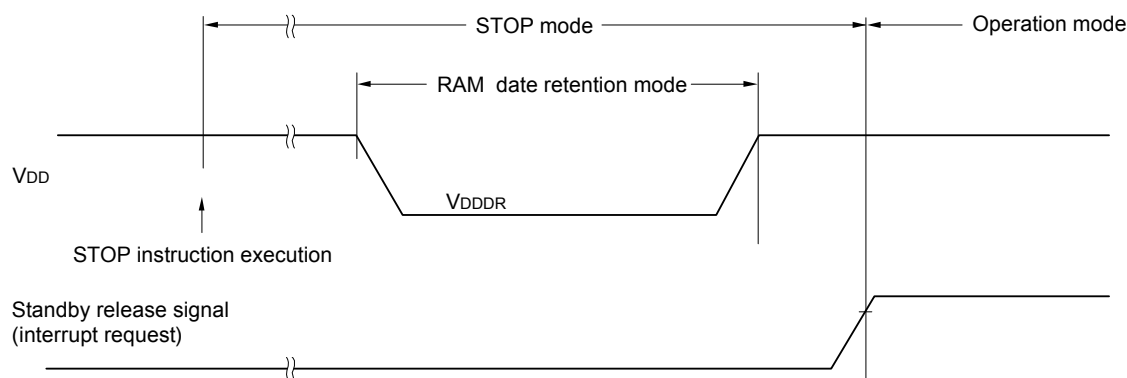 STOP mode
Operation mode
RAM date retention mode
VDD
VDDDR
STOP instruction execution
Standby release signal
(interrupt request)